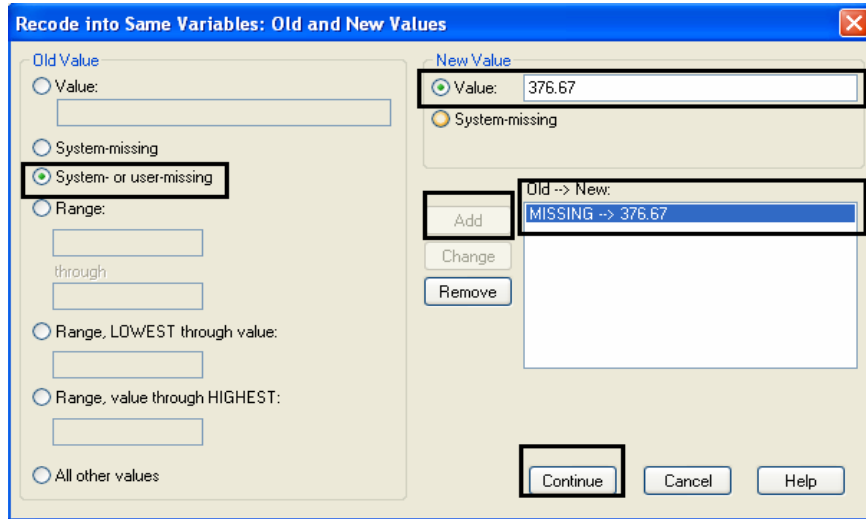 Recode into Same Variables: Old and New Values
Old Value
Value:
System-missing
System- or user-missing
Range:
through
Range, LOWEST through value:
Range, value through HIGHEST:
All other values
New Value
Value: 376.67
System-missing
Old --> New:
MISSING --> 376.67
Add
Change
Remove
Continue
Cancel
Help